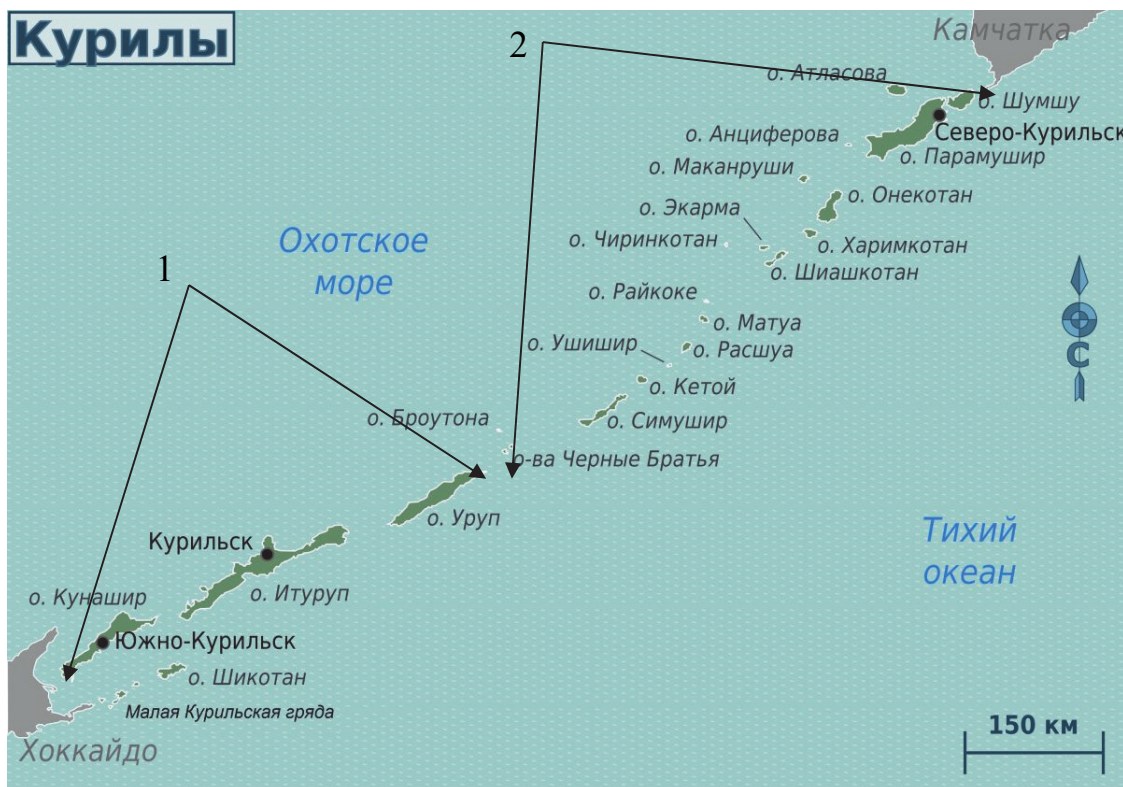 Курилы
2
Камчатка
о. Атласова
о. Шумшу
Северо-Курильск
о. Анциферова
о. Парамушир
о. Маканруши
о. Онекотан
о. Экарма
о. Чиринкотан
о. Харимкотан
о. Шиашкотан
Охотское
море
1
о. Райкоке
о. Матуа
о. Ушишир
о. Расшуа
С
о. Кетой
о. Броутона
о. Симушир
о-ва Черные Братья
о. Уруп
Тихий
океан
Курильск
о. Итуруп
о. Кунашир
Южно-Курильск
о. Шикотан
Малая Курильская гряда
Хоккайдо
150 км